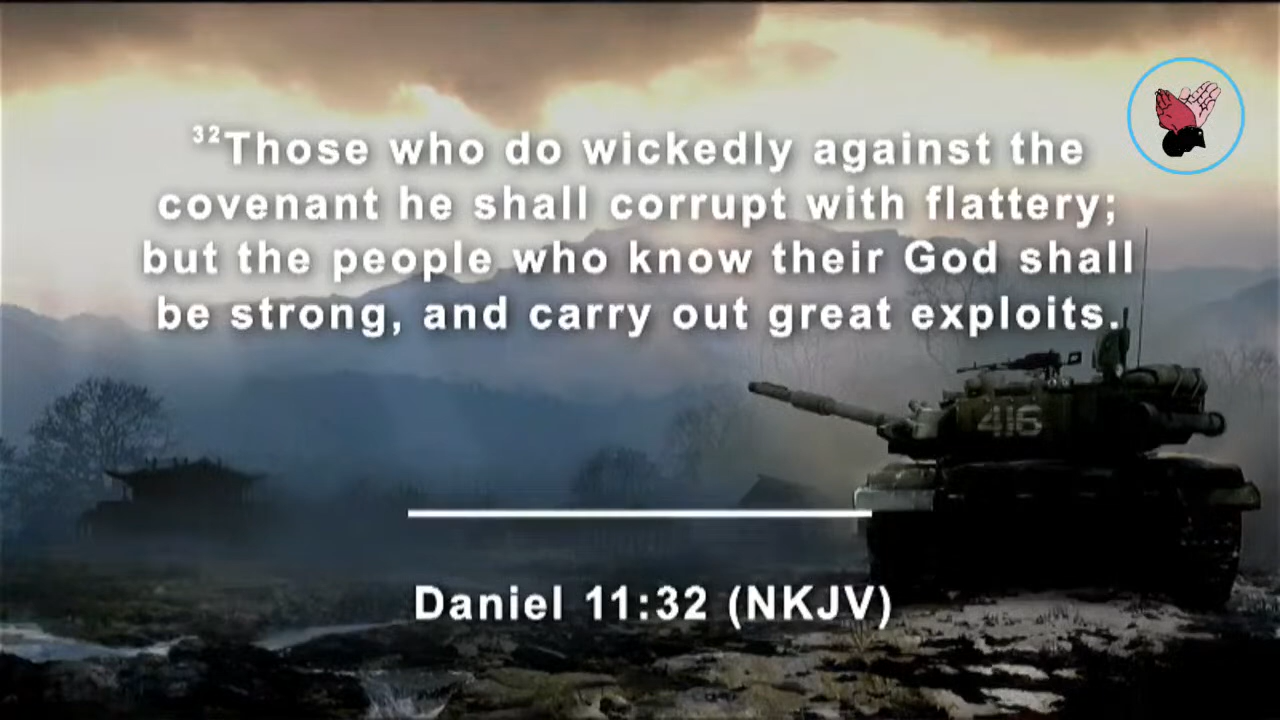 ³²Those who do wickedly against the
covenant he shall corrupt with flattery;
but the people who know their God shall
be strong, and carry out great exploits.
416
Daniel 11:32 (NKJV)